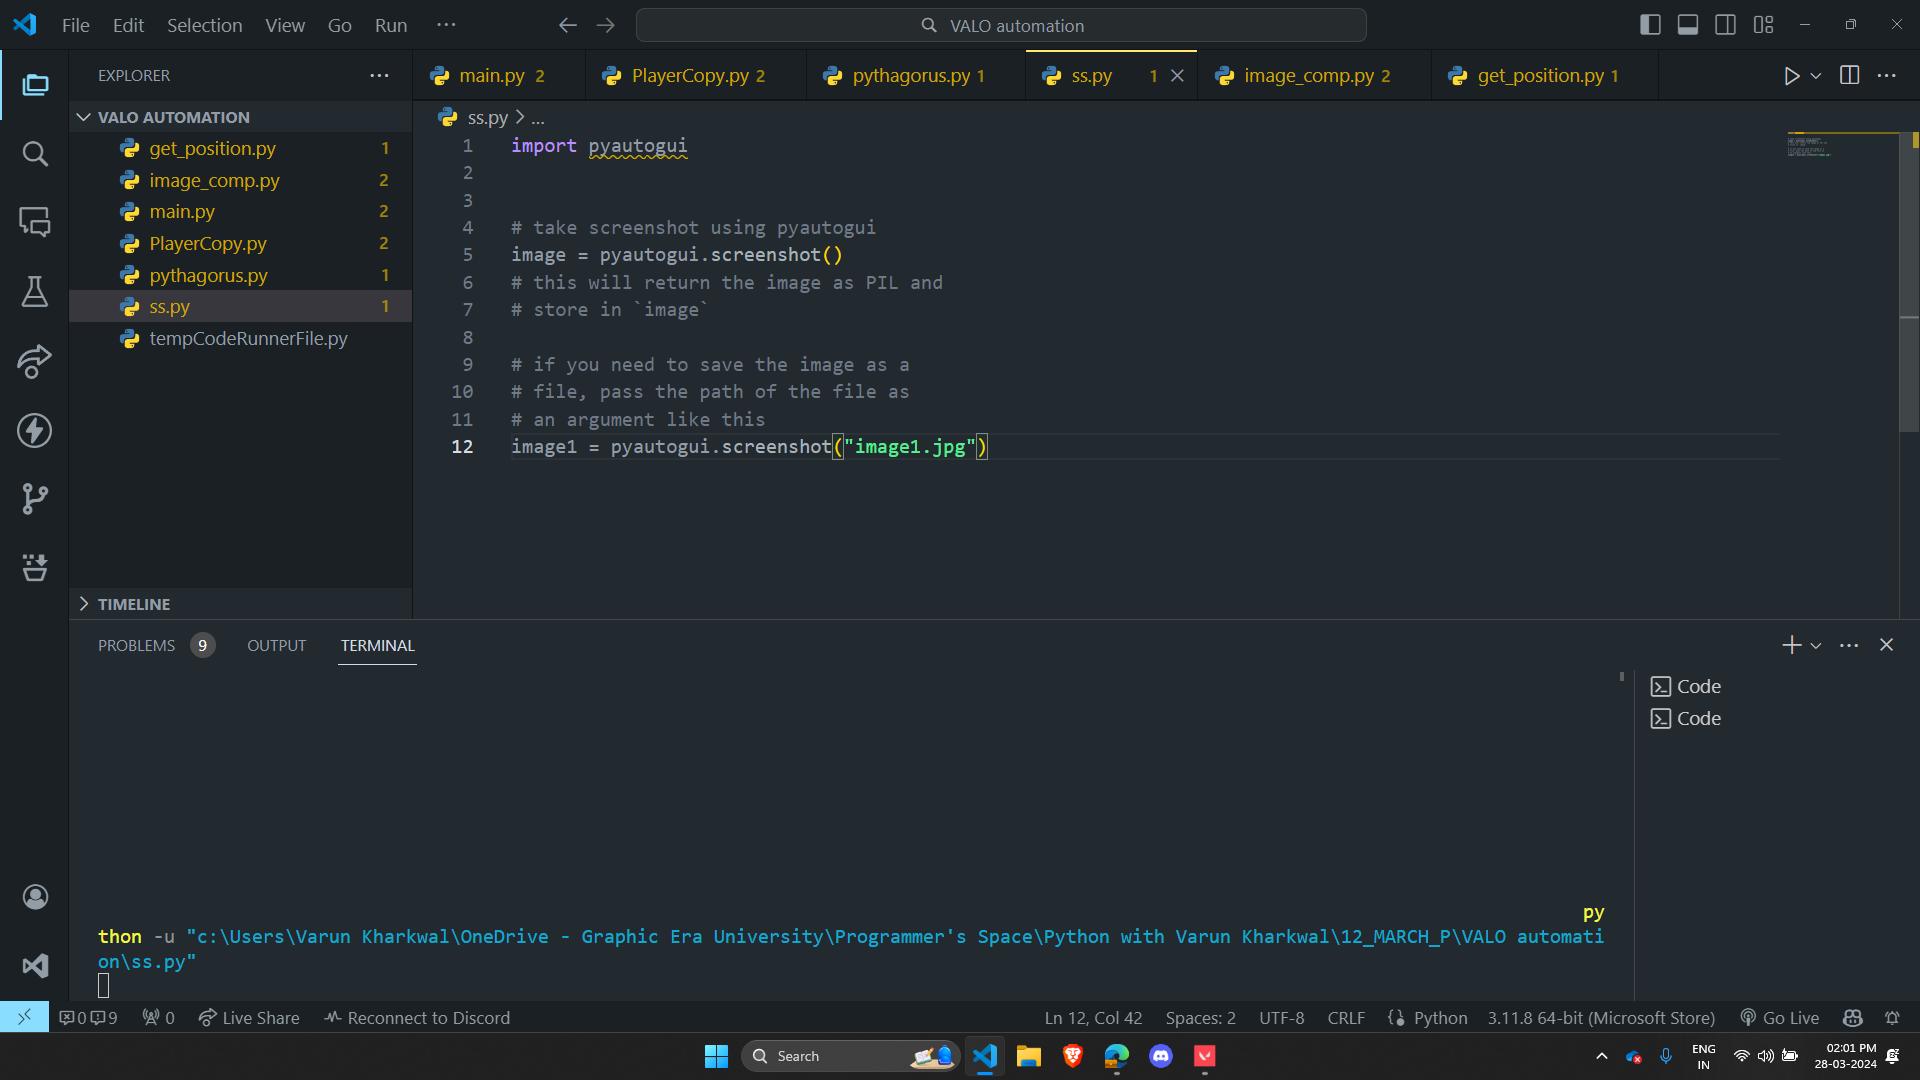 File Edit Selection View Go Run ···
VALO automation
EXPLORER
VALO AUTOMATION
get_position.py 1
image_comp.py 2
main.py 2
PlayerCopy.py 2
pythagorus.py 1
ss.py 1
tempCodeRunnerFile.py
TIMELINE
main.py 2 PlayerCopy.py 2 pythagorus.py 1 ss.py 1 image_comp.py 2 get_position.py 1
ss.py > ...
1 import pyautogui
2
3
4 # take screenshot using pyautogui
5 image = pyautogui.screenshot()
6 # this will return the image as PIL and
7 # store in `image`
8
9 # if you need to save the image as a
10 # file, pass the path of the file as
11 # an argument like this
12 image1 = pyautogui.screenshot("image1.jpg")
PROBLEMS 9 OUTPUT TERMINAL
Code
Code
py
thon -u "c:\Users\Varun Kharkwal\OneDrive - Graphic Era University\Programmer's Space\Python with Varun Kharkwal\12_MARCH_P\VALO automati
on\ss.py"
0 9 0 Live Share Reconnect to Discord Ln 12, Col 42 Spaces: 2 UTF-8 CRLF Python 3.11.8 64-bit (Microsoft Store) Go Live
Search
ENG
IN
02:01 PM
28-03-2024